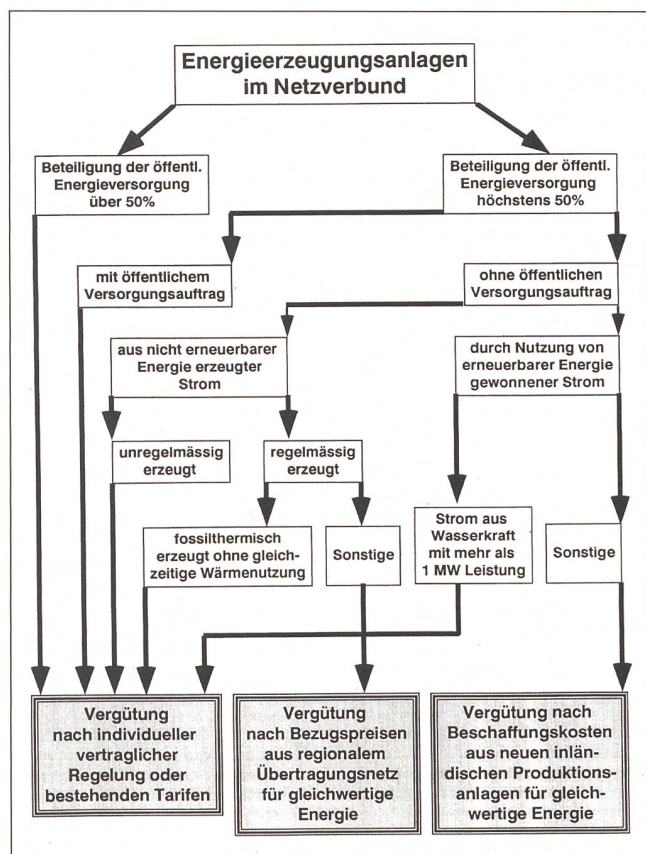 Energieerzeugungsanlagen
im Netzverbund
Beteiligung der öffentl.
Energieversorgung
über 50%
Beteiligung der öffentl.
Energieversorgung
höchstens 50%
mit öffentlichem
Versorgungsauftrag
ohne öffentlichen
Versorgungsauftrag
aus nicht erneuerbarer
Energie erzeugter
Strom
durch Nutzung von
erneuerbarer Energie
gewonnener Strom
unregelmässig
erzeugt
regelmässig
erzeugt
fossilthermisch
erzeugt ohne gleich-
zeitige Wärmenutzung
Sonstige
Strom aus
Wasserkraft
mit mehr als
1 MW Leistung
Sonstige
Vergütung
nach individueller
vertraglicher
Regelung oder
bestehenden Tarifen
Vergütung
nach Bezugspreisen
aus regionalem
Übertragungsnetz
für gleichwertige
Energie
Vergütung nach
Beschaffungskosten
aus neuen inlän-
dischen Produktions-
anlagen für gleich-
wertige Energie